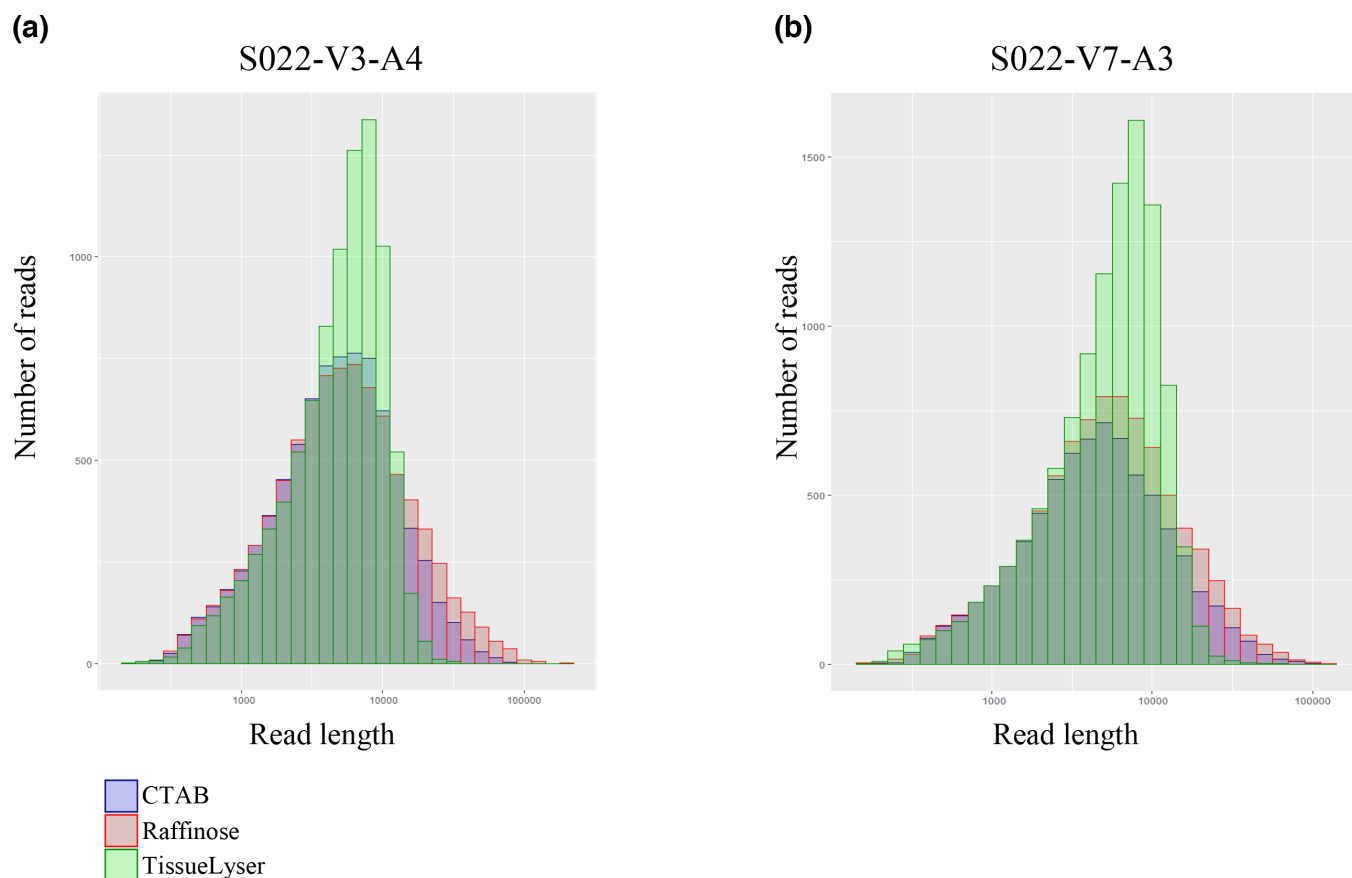 (a)
S022-V3-A4
Number of reads
1000
500
0
1000 10000 100000
Read length
(b)
S022-V7-A3
Number of reads
1500
1000
500
0
1000 10000 100000
Read length
CTAB
Raffinose
TissueLyser